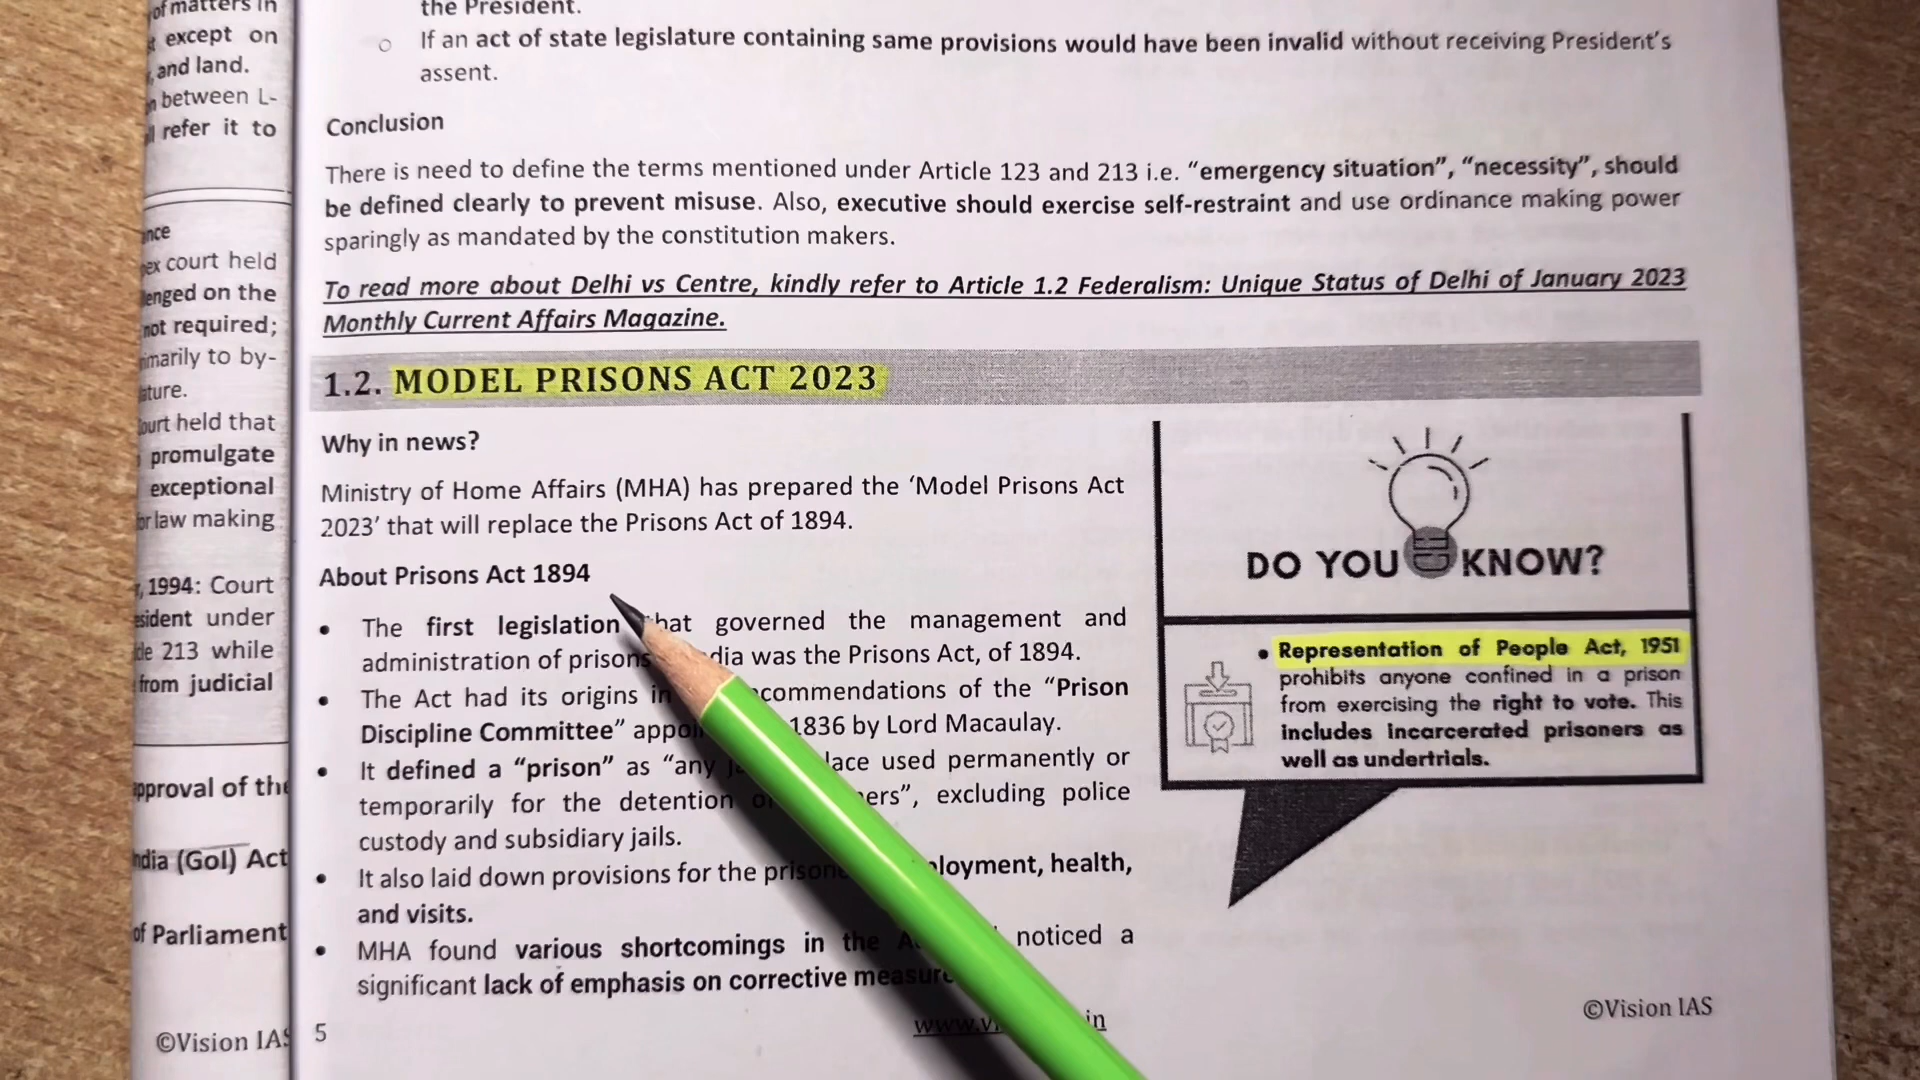 of matters in
except on
and land.
between L-
refer it to
court held
on the
not required;
to by-
held that
promulgate
exceptional
law making
1994: Court
under
213 while
from judicial
of the
(GoI) Act
of Parliament
©Vision IAS
the President.
○ If an act of state legislature containing same provisions would have been invalid without receiving President's
assent.
Conclusion
There is need to define the terms mentioned under Article 123 and 213 i.e. “emergency situation”, “necessity”, should
be defined clearly to prevent misuse. Also, executive should exercise self-restraint and use ordinance making power
sparingly as mandated by the constitution makers.
To read more about Delhi vs Centre, kindly refer to Article 1.2 Federalism: Unique Status of Delhi of January 2023
Monthly Current Affairs Magazine.
1.2. MODEL PRISONS ACT 2023
Why in news?
Ministry of Home Affairs (MHA) has prepared the ‘Model Prisons Act
2023’ that will replace the Prisons Act of 1894.
About Prisons Act 1894
• The first legislation that governed the management and
administration of prisons dia was the Prisons Act, of 1894.
• The Act had its origins in commendations of the “Prison
Discipline Committee” 1836 by Lord Macaulay.
• It defined a “prison” as “any lace used permanently or
temporarily for the detention ers”, excluding police
custody and subsidiary jails.
• It also laid down provisions for the loyment, health,
and visits.
• MHA found various shortcomings in the noticed a
significant lack of emphasis on corrective
DO YOU KNOW?
• Representation of People Act, 1951
prohibits anyone confined in a prison
from exercising the right to vote. This
includes incarcerated prisoners as
well as undertrials.
5
©Vision IAS